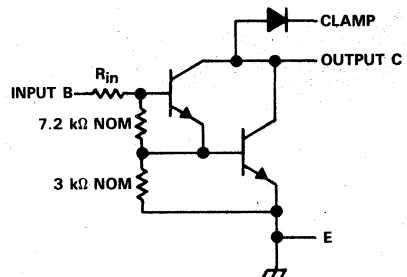 CLAMP
OUTPUT C
Rin
INPUT B
7.2 kΩ NOM
3 kΩ NOM
E